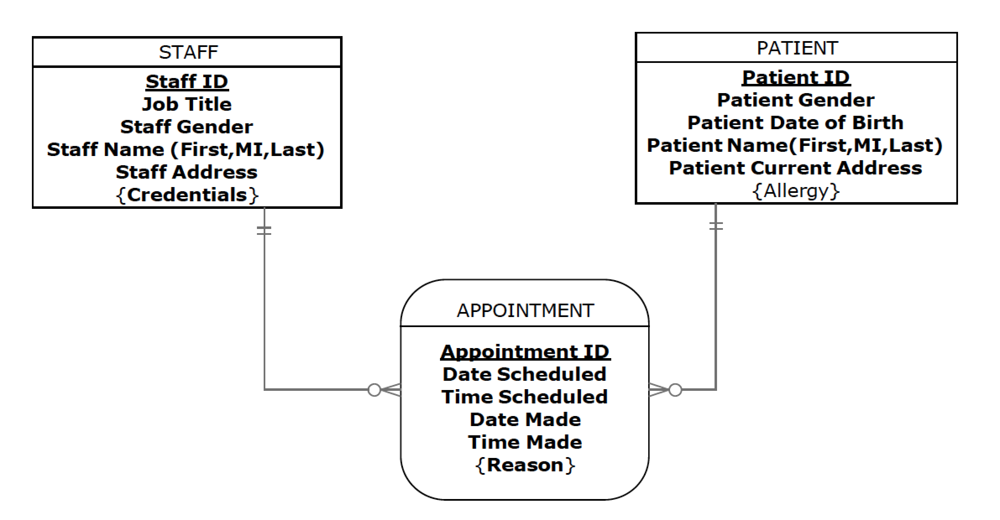 STAFF
Staff ID
Job Title
Staff Gender
Staff Name (First,MI,Last)
Staff Address
{Credentials}
PATIENT
Patient ID
Patient Gender
Patient Date of Birth
Patient Name(First,MI,Last)
Patient Current Address
{Allergy}
APPOINTMENT
Appointment ID
Date Scheduled
Time Scheduled
Date Made
Time Made
{Reason}